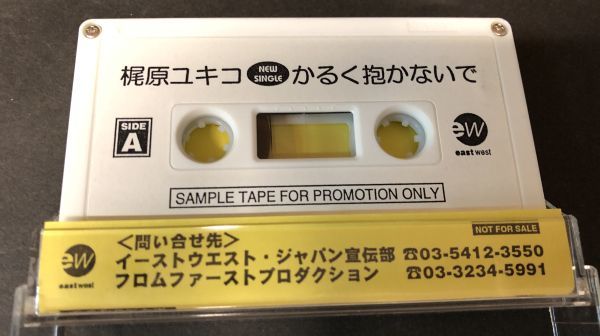 梶原ユキコ NEW SINGLE かるく抱かないで
SIDE A
ew
east west
SAMPLE TAPE FOR PROMOTION ONLY
NOT FOR SALE
<問い合せ先>
ew
east west
イーストウエスト・ジャパン宣伝部 ☎03-5412-3550
フロムファーストプロダクション ☎03-3234-5991